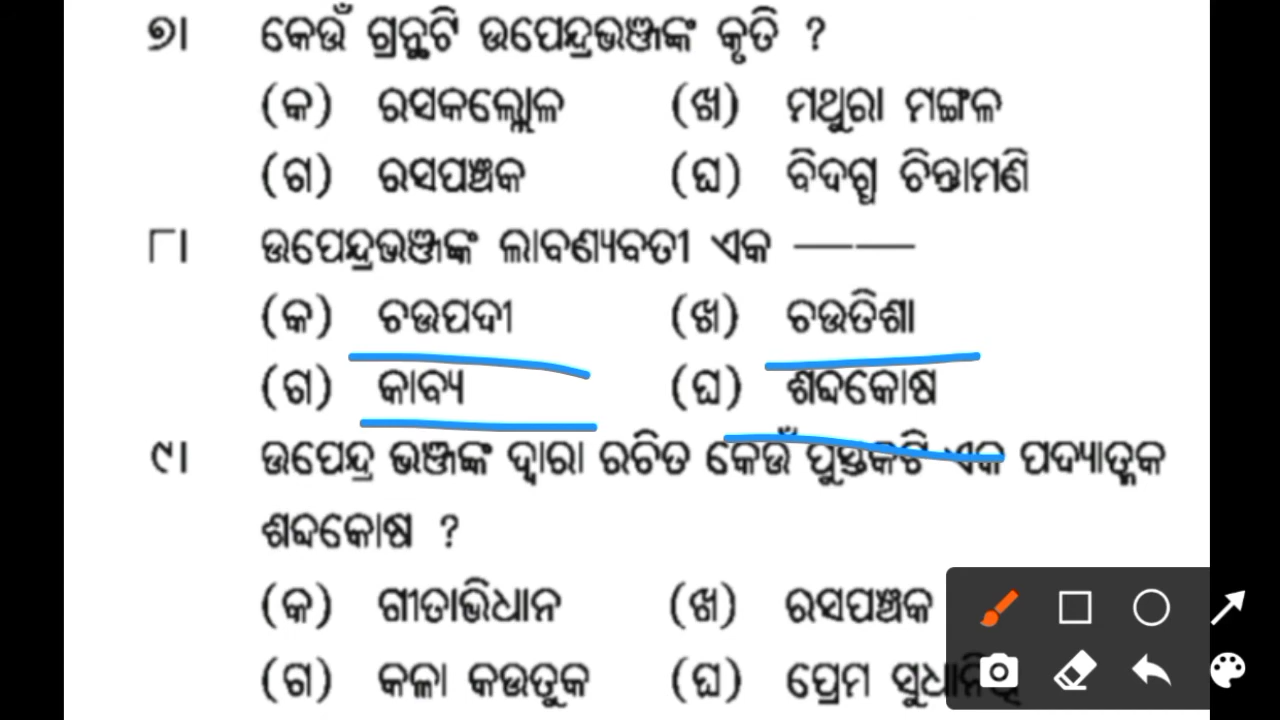 ୭। କେଉଁ ଗ୍ରନ୍ଥଟି ଉପେନ୍ଦ୍ରଭଞ୍ଜଙ୍କ କୃତି ?
(କ) ରସକଲ୍ଲୋଳ (ଖ) ମଥୁରା ମଙ୍ଗଳ
(ଗ) ରସପଞ୍ଚକ (ଘ) ବିଦଗ୍ଧ ଚିନ୍ତାମଣି
୮। ଉପେନ୍ଦ୍ରଭଞ୍ଜଙ୍କ ଲାବଣ୍ୟବତୀ ଏକ ———
(କ) ଚଉପଦୀ (ଖ) ଚଉତିଶା
(ଗ) କାବ୍ୟ (ଘ) ଶବ୍ଦକୋଷ
୯। ଉପେନ୍ଦ୍ର ଭଞ୍ଜଙ୍କ ଦ୍ୱାରା ରଚିତ କେଉଁ ପୁସ୍ତକଟି ଏକ ପଦ୍ୟାତ୍ମକ
ଶବ୍ଦକୋଷ ?
(କ) ଗୀତାଭିଧାନ (ଖ) ରସପଞ୍ଚକ
(ଗ) କଳା କଉତୁକ (ଘ) ପ୍ରେମ